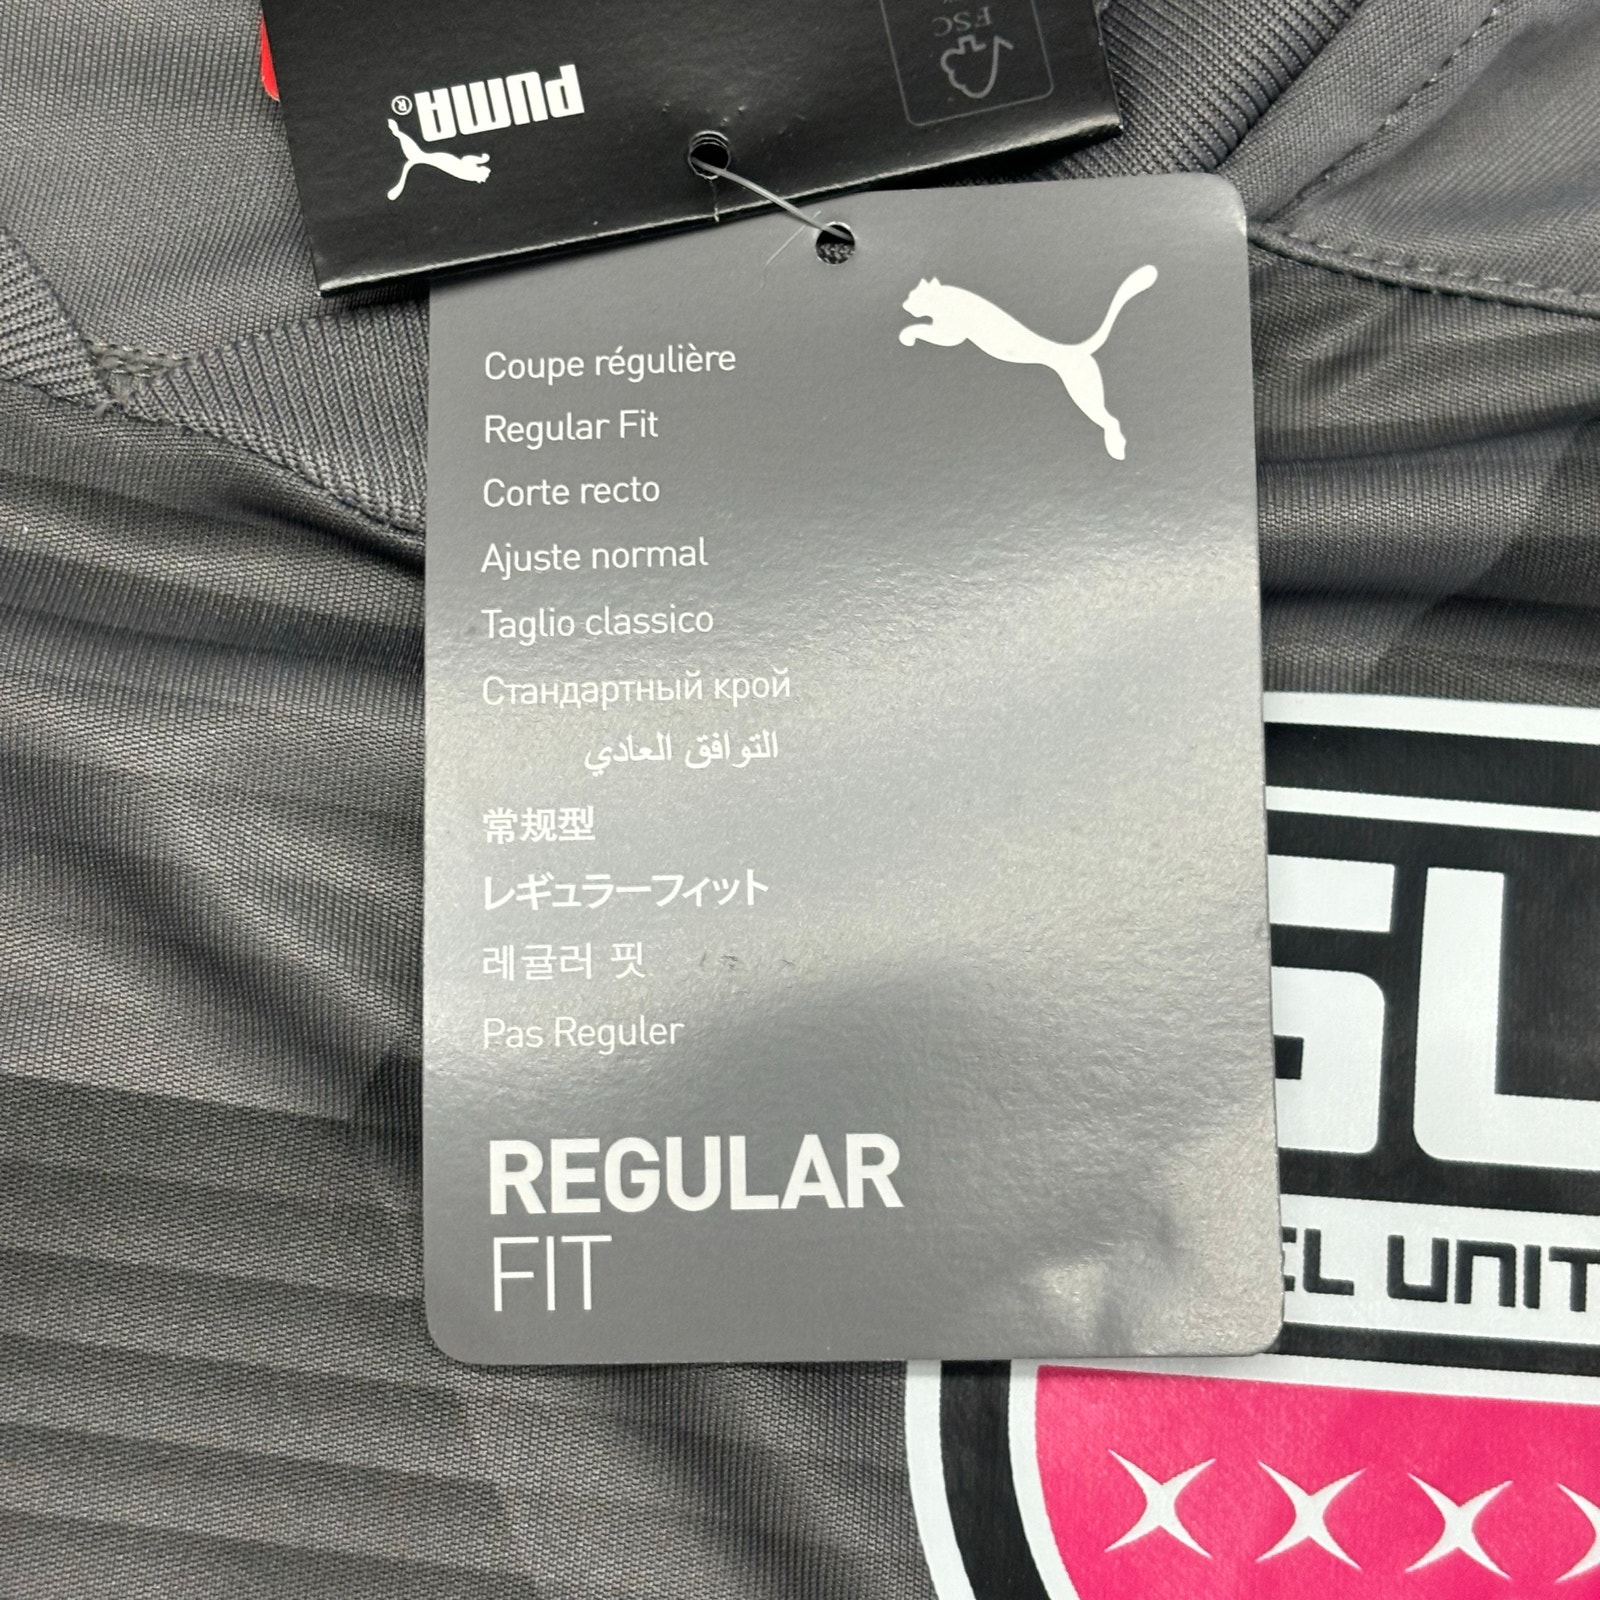 FSC
PUMA®
Coupe régulière
Regular Fit
Corte recto
Ajuste normal
Taglio classico
Стандартный крой
التوافق العادي
常规型
レギュラーフィット
레귤러 핏
Pas Reguler
REGULAR
FIT
XXXX